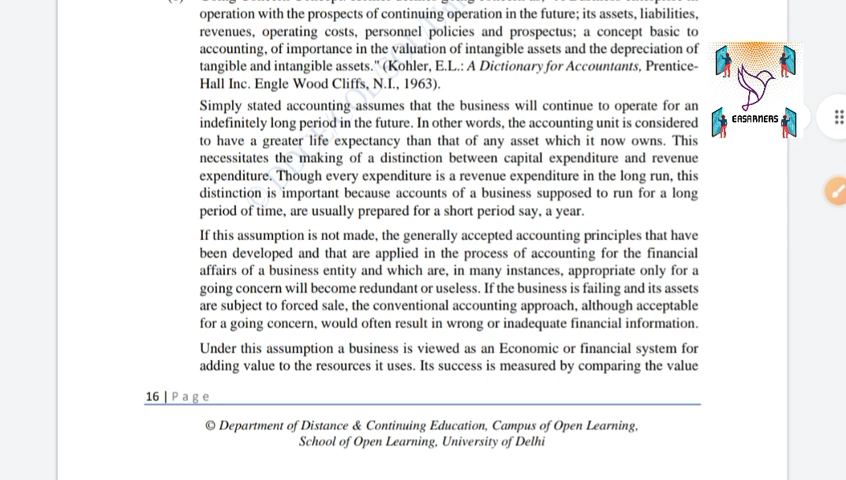 operation with the prospects of continuing operation in the future; its assets, liabilities,
revenues, operating costs, personnel policies and prospectus; a concept basic to
accounting, of importance in the valuation of intangible assets and the depreciation of
tangible and intangible assets." (Kohler, E.L.: A Dictionary for Accountants, Prentice-
Hall Inc. Engle Wood Cliffs, N.I., 1963).
Simply stated accounting assumes that the business will continue to operate for an
indefinitely long period in the future. In other words, the accounting unit is considered
to have a greater life expectancy than that of any asset which it now owns. This
necessitates the making of a distinction between capital expenditure and revenue
expenditure. Though every expenditure is a revenue expenditure in the long run, this
distinction is important because accounts of a business supposed to run for a long
period of time, are usually prepared for a short period say, a year.
If this assumption is not made, the generally accepted accounting principles that have
been developed and that are applied in the process of accounting for the financial
affairs of a business entity and which are, in many instances, appropriate only for a
going concern will become redundant or useless. If the business is failing and its assets
are subject to forced sale, the conventional accounting approach, although acceptable
for a going concern, would often result in wrong or inadequate financial information.
Under this assumption a business is viewed as an Economic or financial system for
adding value to the resources it uses. Its success is measured by comparing the value
16 | Page
© Department of Distance & Continuing Education, Campus of Open Learning,
School of Open Learning, University of Delhi